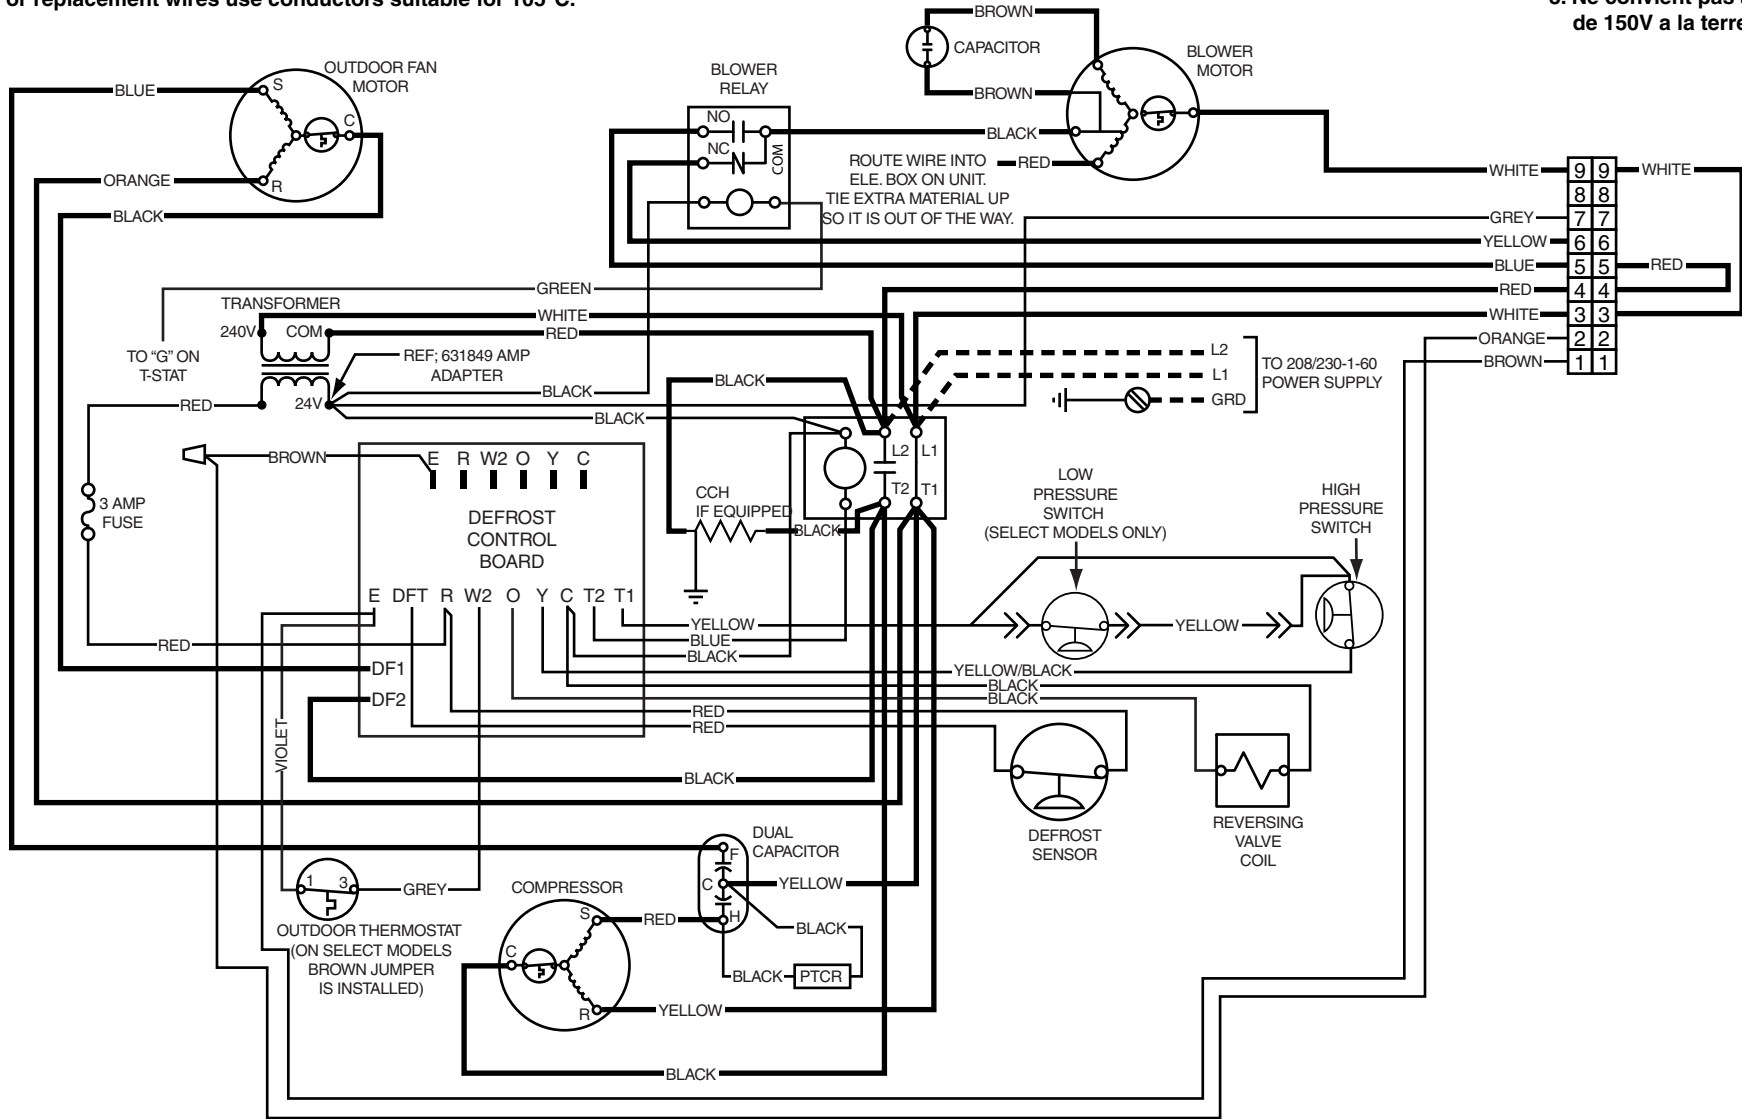 or replacement wires use conductors suitable for 105°C.
de 150V a la terre
BROWN
CAPACITOR
BROWN
BLOWER
MOTOR
OUTDOOR FAN
MOTOR
BLUE
S
C
R
ORANGE
BLACK
BLOWER
RELAY
NO
NC
COM
BLACK
RED
ROUTE WIRE INTO
ELE. BOX ON UNIT.
TIE EXTRA MATERIAL UP
SO IT IS OUT OF THE WAY.
WHITE 9 9 WHITE
8 8
GREY 7 7
YELLOW 6 6
BLUE 5 5 RED
RED 4 4
WHITE 3 3
ORANGE 2 2
BROWN 1 1
GREEN
TRANSFORMER
WHITE
240V COM RED
TO "G" ON
T-STAT
REF; 631849 AMP
ADAPTER
BLACK
RED
24V
BLACK
BLACK
L2
L1
GRD
TO 208/230-1-60
POWER SUPPLY
BROWN
E R W2 O Y C
3 AMP
FUSE
DEFROST
CONTROL
BOARD
CCH
IF EQUIPPED
BLACK
L2 L1
T2 T1
LOW
PRESSURE
SWITCH
(SELECT MODELS ONLY)
HIGH
PRESSURE
SWITCH
E DFT R W2 O Y C T2 T1
YELLOW
YELLOW
BLUE
BLACK
RED
DF1
DF2
YELLOW/BLACK
BLACK
BLACK
RED
RED
VIOLET
BLACK
DEFROST
SENSOR
REVERSING
VALVE
COIL
DUAL
CAPACITOR
F
C
H
YELLOW
BLACK
BLACK
PTCR
1 3
GREY
OUTDOOR THERMOSTAT
(ON SELECT MODELS
BROWN JUMPER
IS INSTALLED)
COMPRESSOR
S
C
R
RED
YELLOW
BLACK